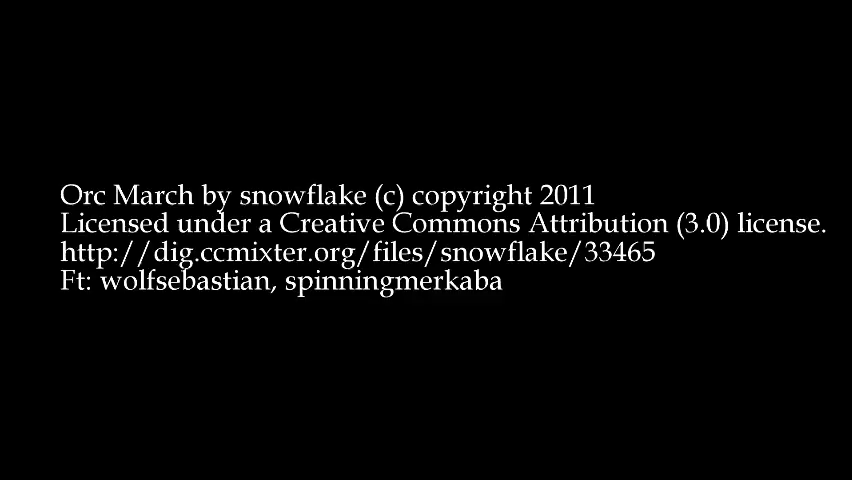 Orc March by snowflake (c) copyright 2011
Licensed under a Creative Commons Attribution (3.0) license.
http://dig.ccmixter.org/files/snowflake/33465
Ft: wolfsebastian, spinningmerkaba